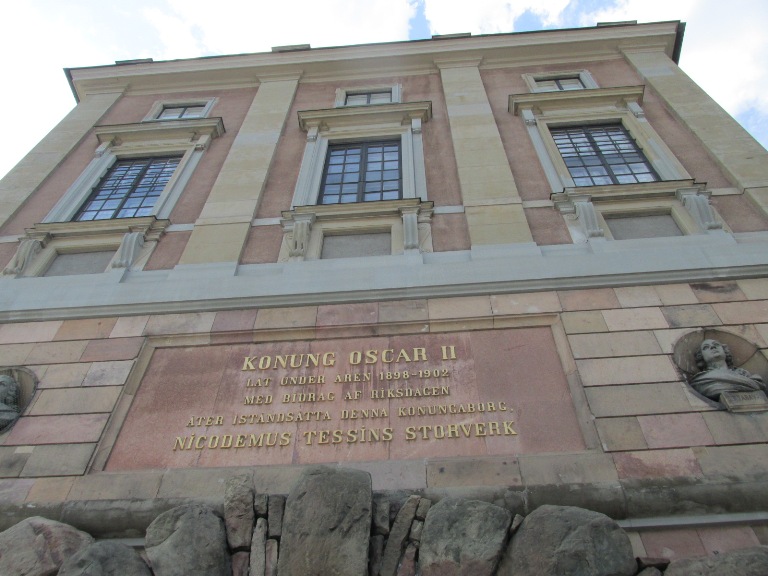 KONUNG OSCAR II
LÄT UNDER ÅREN 1898-1902
MED BIDRAG AF RIKSDAGEN
ÅTER ISTÅNDSÄTTA DENNA KONUNGABORG.
NICODEMUS TESSINS STORVERK